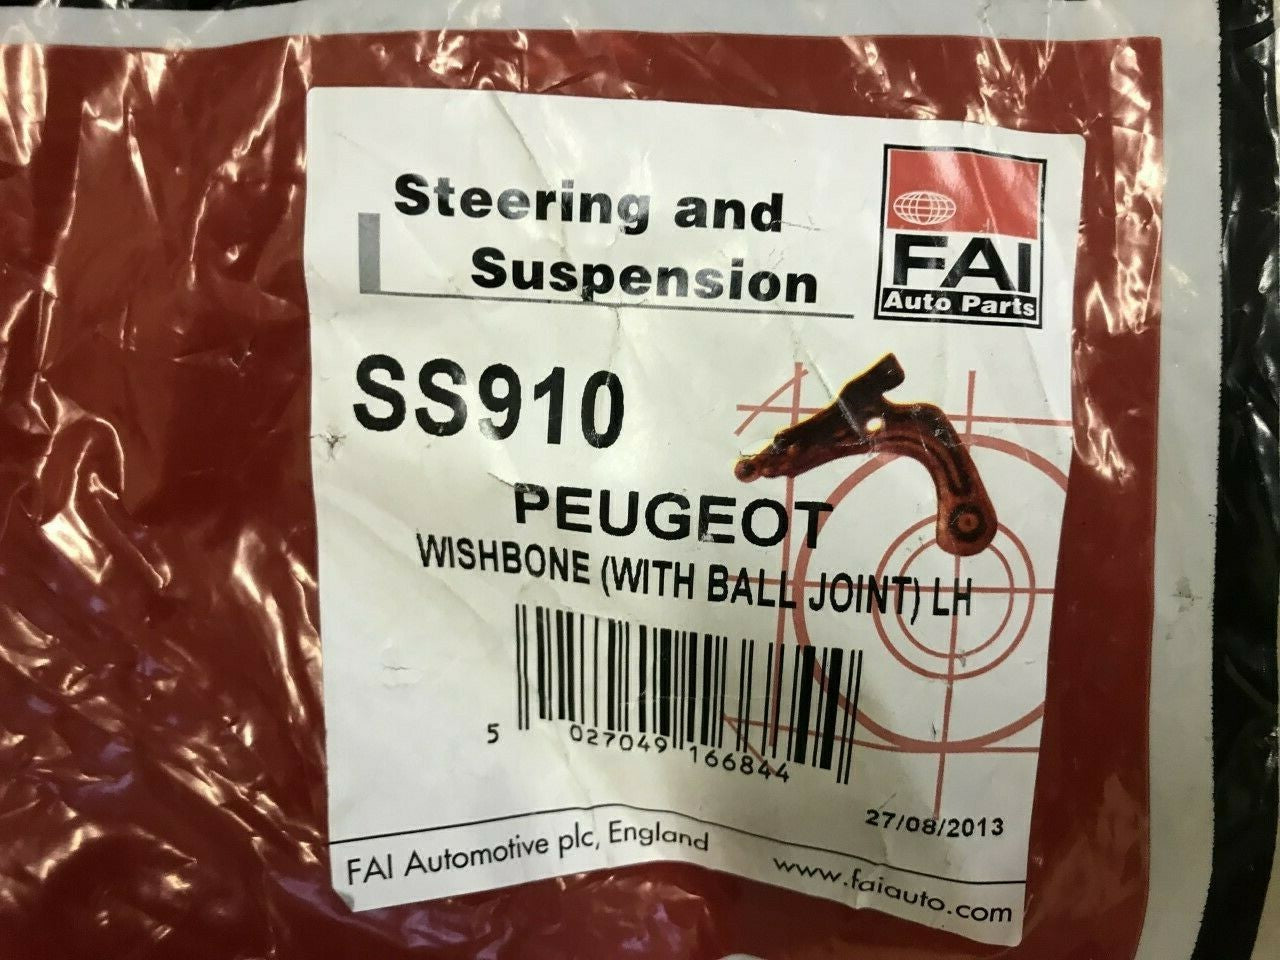 Steering and
Suspension
FAI
Auto Parts
SS910
PEUGEOT
WISHBONE (WITH BALL JOINT) LH
5 027049 166844
27/08/2013
FAI Automotive plc, England
www.faiauto.com